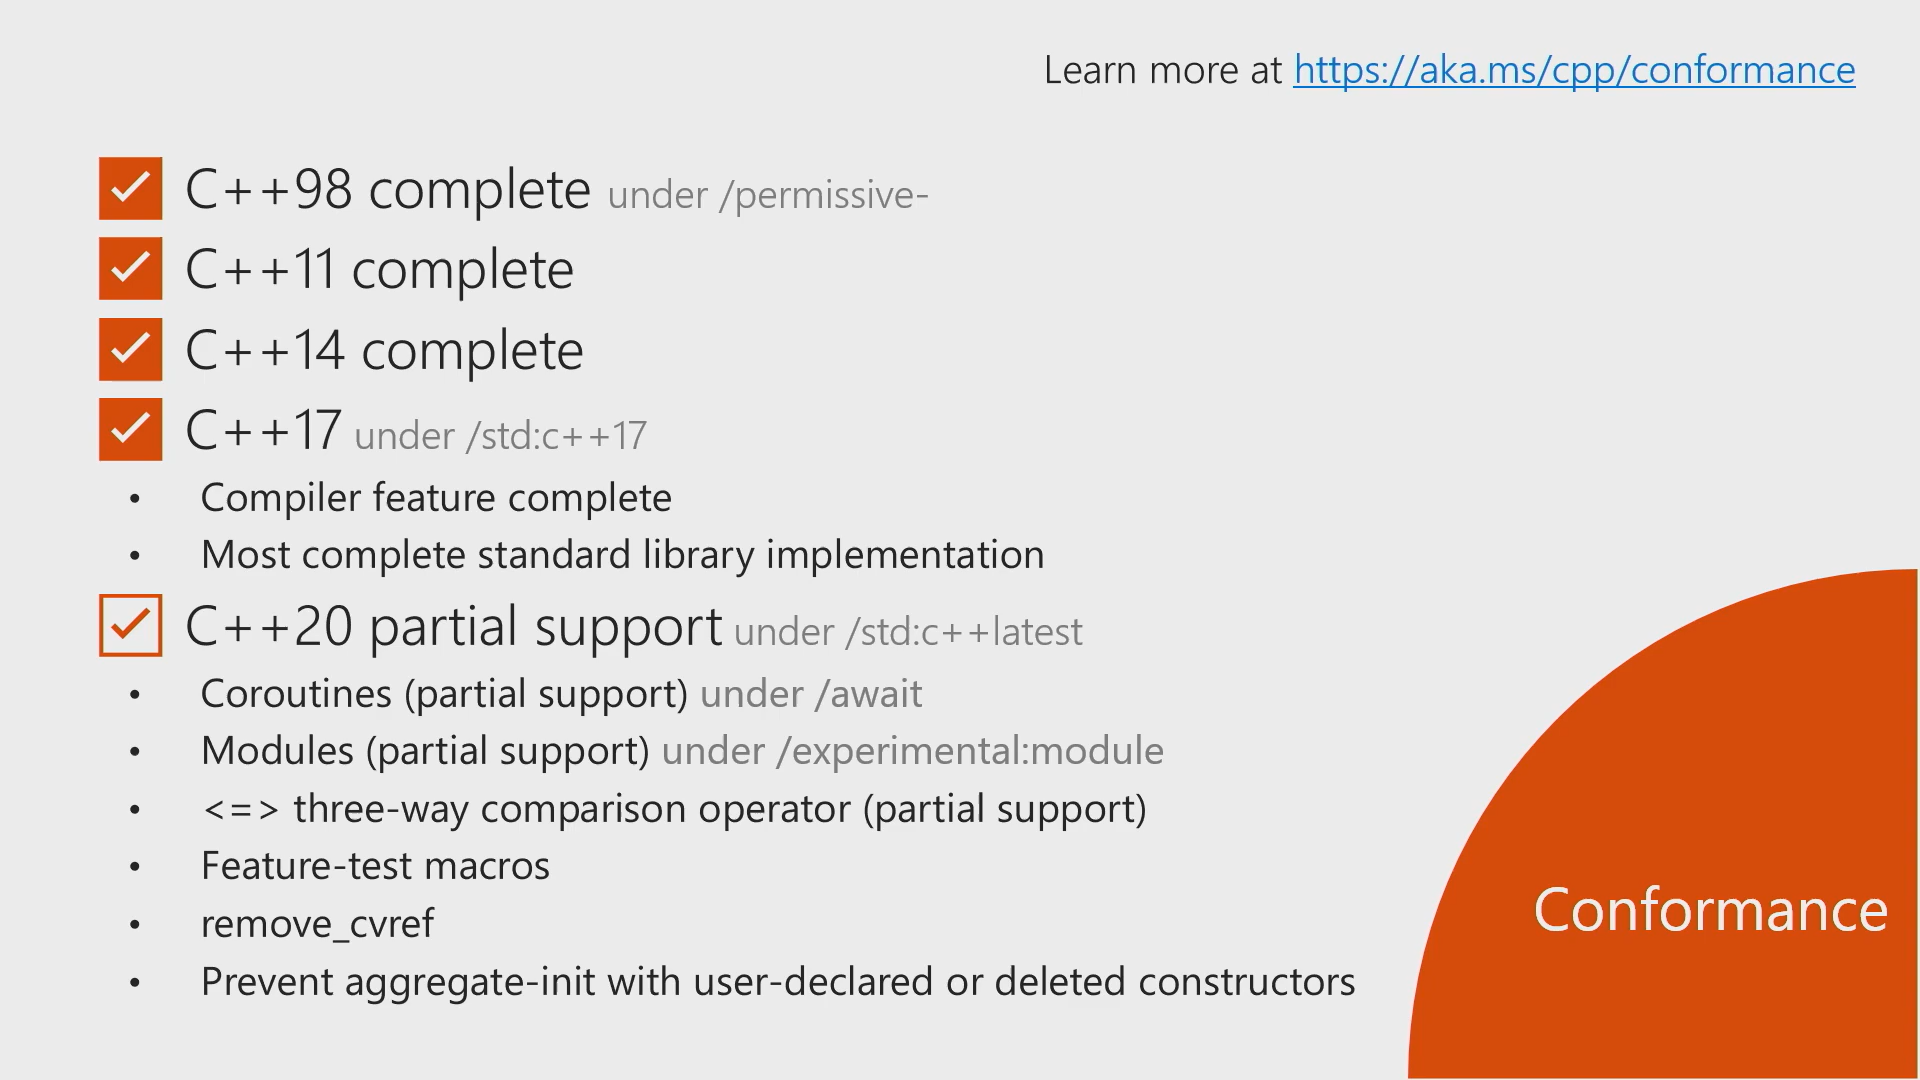 Learn more at https://aka.ms/cpp/conformance
C++98 complete under /permissive-
C++11 complete
C++14 complete
C++17 under /std:c++17
• Compiler feature complete
• Most complete standard library implementation
C++20 partial support under /std:c++latest
• Coroutines (partial support) under /await
• Modules (partial support) under /experimental:module
• <=> three-way comparison operator (partial support)
• Feature-test macros
• remove_cvref
• Prevent aggregate-init with user-declared or deleted constructors
Conformance